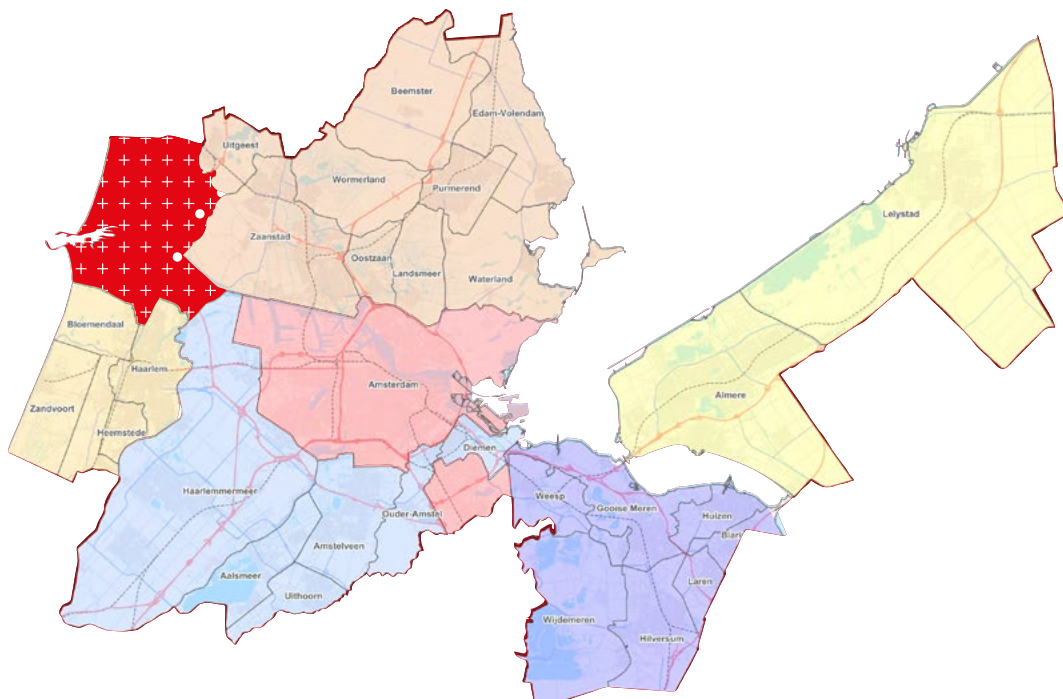 Beemster
Edam-Volendam
Uitgeest
Wormerland
Purmerend
Zaanstad
Oostzaan
Landsmeer
Waterland
Lelystad
Bloemendaal
Haarlem
Zandvoort
Heemstede
Amsterdam
Almere
Diemen
Haarlemmermeer
Weesp
Gooise Meren
Huizen
Blari
Ouder-Amstel
Amstelveen
Laren
Aalsmeer
Uithoorn
Wijdemeren
Hilversum